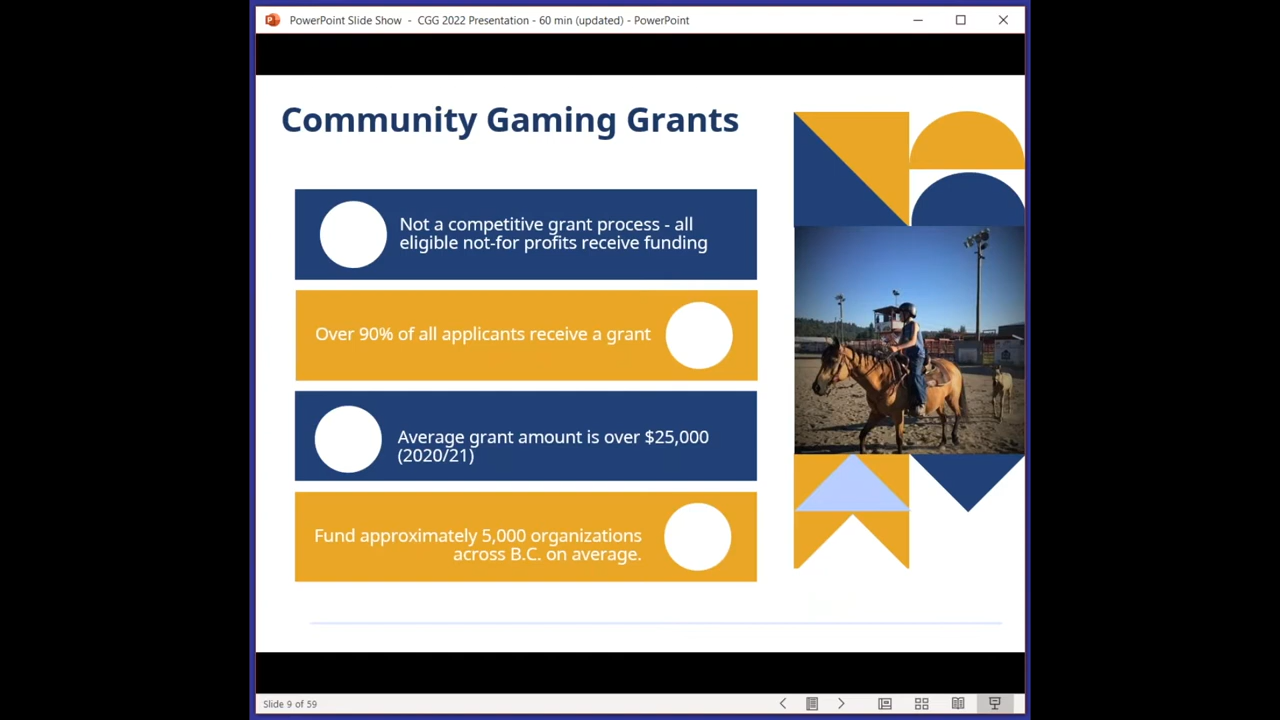 PowerPoint Slide Show - CGG 2022 Presentation - 60 min (updated) - PowerPoint
Community Gaming Grants
Not a competitive grant process - all
eligible not-for profits receive funding
Over 90% of all applicants receive a grant
Average grant amount is over $25,000
(2020/21)
Fund approximately 5,000 organizations
across B.C. on average.
Slide 9 of 59